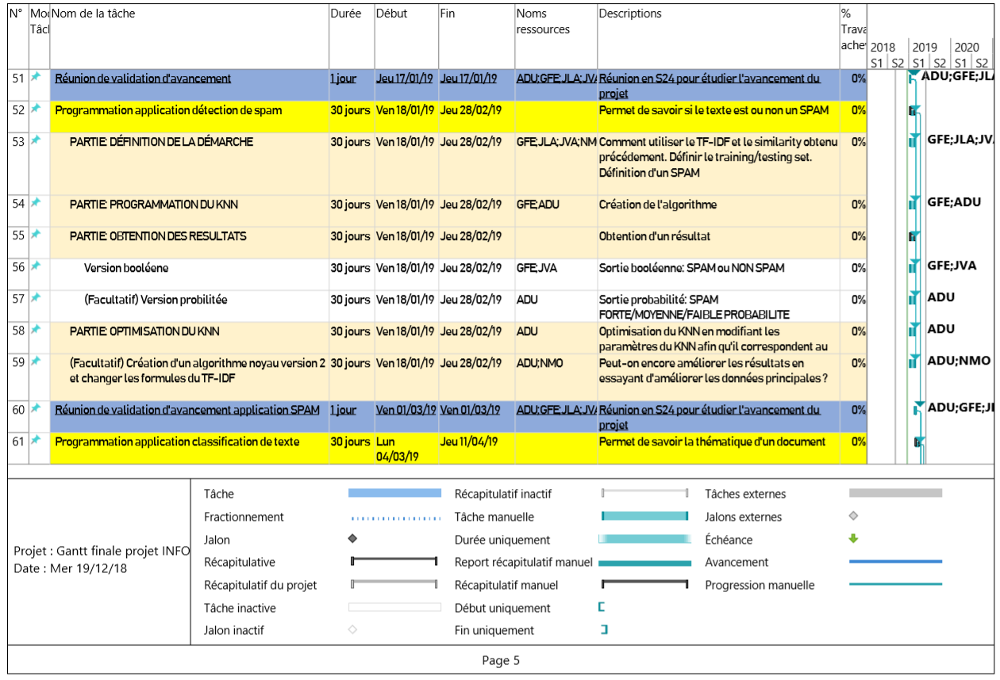 N° Mod Nom de la tâche Durée Début Fin Noms Descriptions %
Tâcl ressources Trava
achev 2018 2019 2020
S1 S2 S1 S2 S1 S2
51 Réunion de validation d'avancement 1 jour Jeu 17/01/19 Jeu 17/01/19 ADU;GFE;JLA;JVA Réunion en S24 pour étudier l'avancement du 0% ADU;GFE;JLA
projet
52 Programmation application détection de spam 30 jours Ven 18/01/19 Jeu 28/02/19 Permet de savoir si le texte est ou non un SPAM 0%
53 PARTIE: DÉFINITION DE LA DÉMARCHE 30 jours Ven 18/01/19 Jeu 28/02/19 GFE;JLA;JVA;NM Comment utiliser le TF-IDF et le similarity obtenu 0% GFE;JLA;JV
précédement. Définir le training/testing set.
Définition d'un SPAM
54 PARTIE: PROGRAMMATION DU KNN 30 jours Ven 18/01/19 Jeu 28/02/19 GFE;ADU Création de l'algorithme 0% GFE;ADU
55 PARTIE: OBTENTION DES RESULTATS 30 jours Ven 18/01/19 Jeu 28/02/19 Obtention d'un résultat 0%
56 Version booléene 30 jours Ven 18/01/19 Jeu 28/02/19 GFE;JVA Sortie booléenne: SPAM ou NON SPAM 0% GFE;JVA
57 (Facultatif) Version probilitée 30 jours Ven 18/01/19 Jeu 28/02/19 ADU Sortie probabilité: SPAM 0% ADU
FORTE/MOYENNE/FAIBLE PROBABILITE
58 PARTIE: OPTIMISATION DU KNN 30 jours Ven 18/01/19 Jeu 28/02/19 ADU Optimisation du KNN en modifiant les 0% ADU
paramètres du KNN afin qu'il correspondent au
59 (Facultatif) Création d'un algorithme noyau version 2 30 jours Ven 18/01/19 Jeu 28/02/19 ADU;NMO Peut-on encore améliorer les résultats en 0% ADU;NMO
et changer les formules du TF-IDF essayant d'améliorer les données principales ?
60 Réunion de validation d'avancement application SPAM 1 jour Ven 01/03/19 Ven 01/03/19 ADU;GFE;JLA;JVA Réunion en S24 pour étudier l'avancement du 0% ADU;GFE;JL
projet
61 Programmation application classification de texte 30 jours Lun Jeu 11/04/19 Permet de savoir la thématique d'un document 0%
04/03/19
Projet : Gantt finale projet INFO
Date : Mer 19/12/18
Tâche
Fractionnement
Jalon
Récapitulative
Récapitulatif du projet
Tâche inactive
Jalon inactif
Récapitulatif inactif
Tâche manuelle
Durée uniquement
Report récapitulatif manuel
Récapitulatif manuel
Début uniquement
Fin uniquement
Tâches externes
Jalons externes
Échéance
Avancement
Progression manuelle
Page 5